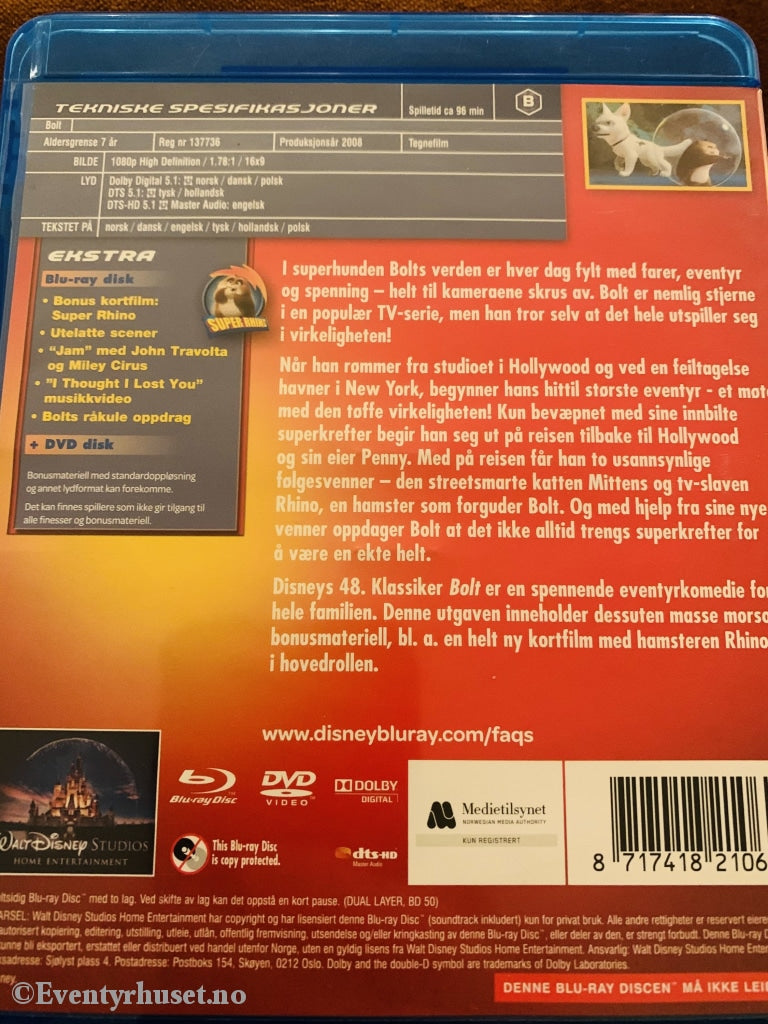 TEKNISKE SPESIFIKASJONER
Spilletid ca 96 min
B
Bolt
Aldersgrense 7 år
Reg nr 137736
Produksjonsår 2008
Tegnefilm
BILDE 1080p High Definition / 1.78:1 / 16x9
LYD Dolby Digital 5.1: norsk / dansk / polsk
DTS 5.1: tysk / hollandsk
DTS-HD 5.1 Master Audio: engelsk
TEKSTET PÅ norsk / dansk / engelsk / tysk / hollandsk / polsk
EKSTRA
Blu-ray disk
• Bonus kortfilm:
Super Rhino
• Utelatte scener
• "Jam" med John Travolta
og Miley Cirus
• "I Thought I Lost You"
musikkvideo
• Bolts råkule oppdrag
+ DVD disk
Bonusmateriell med standardoppløsning
og annet lydformat kan forekomme.
Det kan finnes spillere som ikke gir tilgang til
alle finesser og bonusmateriell.
SUPER RHINO
I superhunden Bolts verden er hver dag fylt med farer, eventyr
og spenning – helt til kameraene skrus av. Bolt er nemlig stjerne
i en populær TV-serie, men han tror selv at det hele utspiller seg
i virkeligheten!
Når han rømmer fra studioet i Hollywood og ved en feiltagelse
havner i New York, begynner hans hittil største eventyr - et møte
med den tøffe virkeligheten! Kun bevæpnet med sine innbilte
superkrefter begir han seg ut på reisen tilbake til Hollywood
og sin eier Penny. Med på reisen får han to usannsynlige
følgesvenner – den streetsmarte katten Mittens og tv-slaven
Rhino, en hamster som forguder Bolt. Og med hjelp fra sine nye
venner oppdager Bolt at det ikke alltid trengs superkrefter for
å være en ekte helt.
Disneys 48. Klassiker Bolt er en spennende eventyrkomedie for
hele familien. Denne utgaven inneholder dessuten masse morso
bonusmateriell, bl. a. en helt ny kortfilm med hamsteren Rhino
i hovedrollen.
www.disneybluray.com/faqs
WALT DISNEY STUDIOS
HOME ENTERTAINMENT
Blu-ray Disc
DVD
VIDEO
DOLBY
DIGITAL
This Blu-ray Disc
is copy protected.
dts-HD
Master Audio
Medietilsynet
NORWEGIAN MEDIA AUTHORITY
KUN REGISTRERT
8 717418 2106
ltsidig Blu-ray Disc™ med to lag. Ved skifte av lag kan det oppstå en kort pause. (DUAL LAYER, BD 50)
ARSEL: Walt Disney Studios Home Entertainment har copyright og har lisensiert denne Blu-ray Disc™ (soundtrack inkludert) kun for privat bruk. Alle andre rettigheter er reservert eiere
autorisert kopiering, editering, utstilling, utleie, utlån, offentlig fremvisning, utsendelse og/eller kringkasting av denne Blu-ray Disc™, eller deler av den, er strengt forbudt. Denne Blu-ray D
unne bli eksportert, erstattet eller distribuert ved handel utenfor Norge, uten en gyldig lisens fra Walt Disney Studios Home Entertainment. Ansvarlig: Walt Disney Studios Home Enter
ksadresse: Sjølyst plass 4. Postadresse: Postboks 154, Skøyen, 0212 Oslo. Dolby and the double-D symbol are trademarks of Dolby Laboratories.
ney
©Eventyrhuset.no
DENNE BLU-RAY DISCEN™ MÅ IKKE LEI